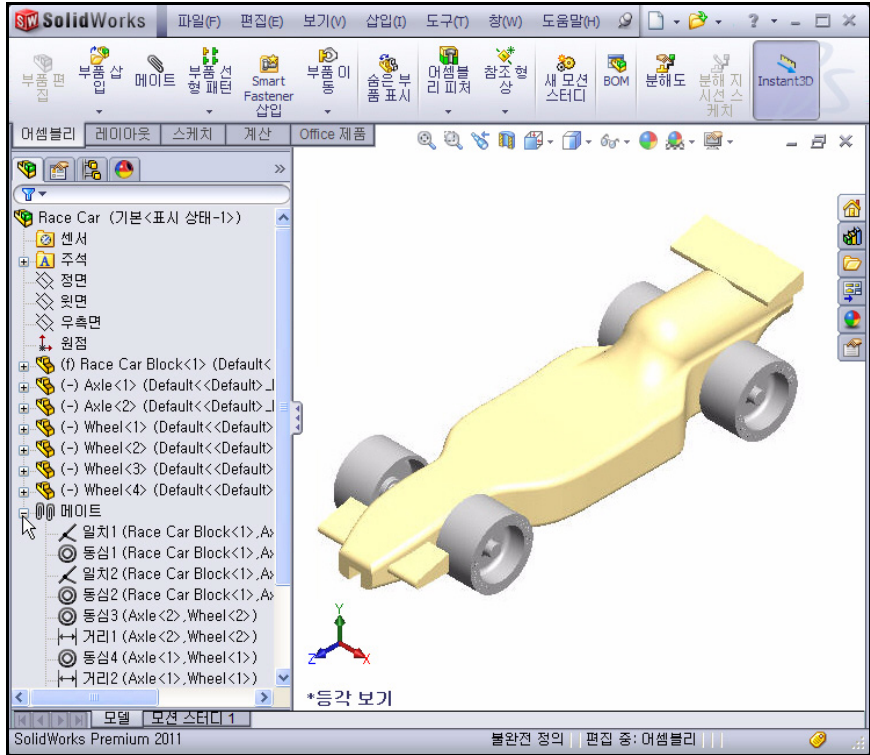 SolidWorks 파일(F) 편집(E) 보기(V) 삽입(I) 도구(T) 창(W) 도움말(H)
부품 편집
부품 삽입
메이트
부품 선형 패턴
Smart Fastener 삽입
부품 이동
숨은 부품 표시
어셈블리 피처
참조 형상
새 모션 스터디
BOM
분해도
분해 지시선 스케치
Instant3D
어셈블리 레이아웃 스케치 계산 Office 제품
Race Car (기본<표시 상태-1>)
센서
주석
정면
윗면
우측면
원점
(f) Race Car Block<1> (Default<
(-) Axle<1> (Default<<Default>_
(-) Axle<2> (Default<<Default>_
(-) Wheel<1> (Default<<Default>
(-) Wheel<2> (Default<<Default>
(-) Wheel<3> (Default<<Default>
(-) Wheel<4> (Default<<Default>
메이트
일치1 (Race Car Block<1>,Ax
동심1 (Race Car Block<1>,Ax
일치2 (Race Car Block<1>,Ax
동심2 (Race Car Block<1>,Ax
동심3 (Axle<2>,Wheel<2>)
거리1 (Axle<2>,Wheel<2>)
동심4 (Axle<1>,Wheel<1>)
거리2 (Axle<1>,Wheel<1>)
Y
Z X
*등각 보기
모델 모션 스터디 1
SolidWorks Premium 2011 불완전 정의 편집 중: 어셈블리